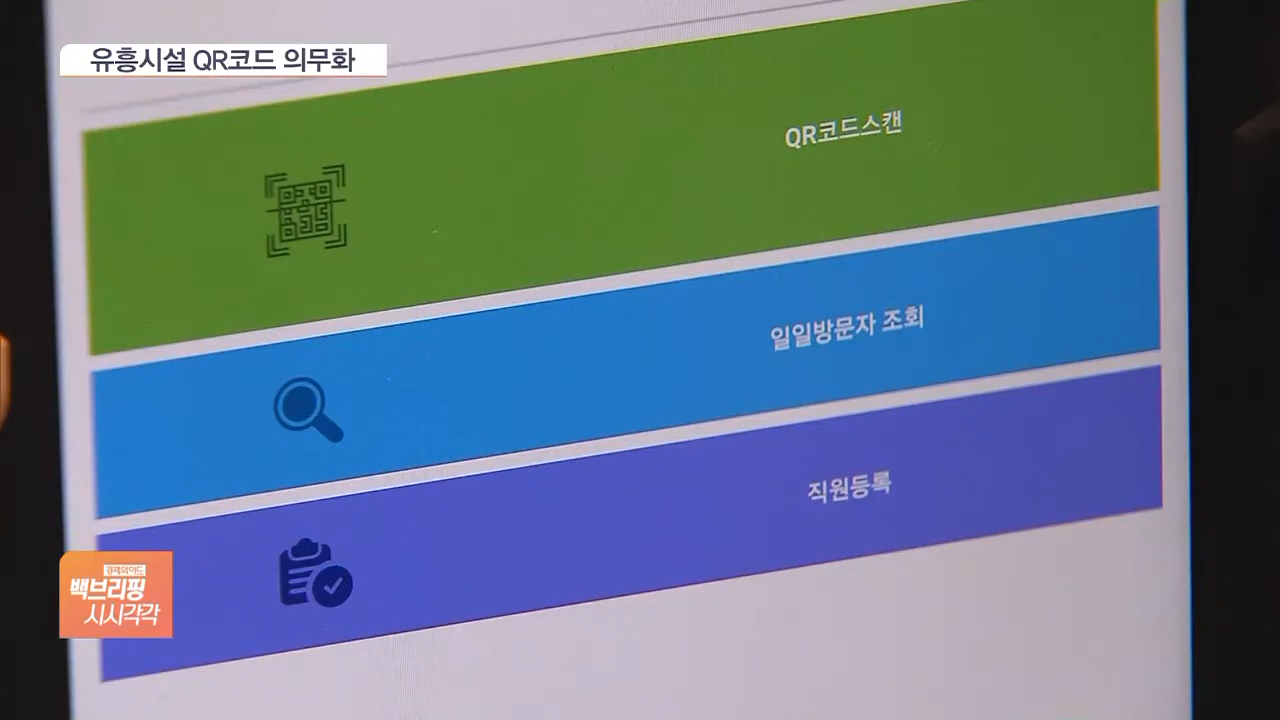 유흥시설 QR코드 의무화
QR코드스캔
일일방문자 조회
직원등록
경제와이드
백브리핑
시시각각